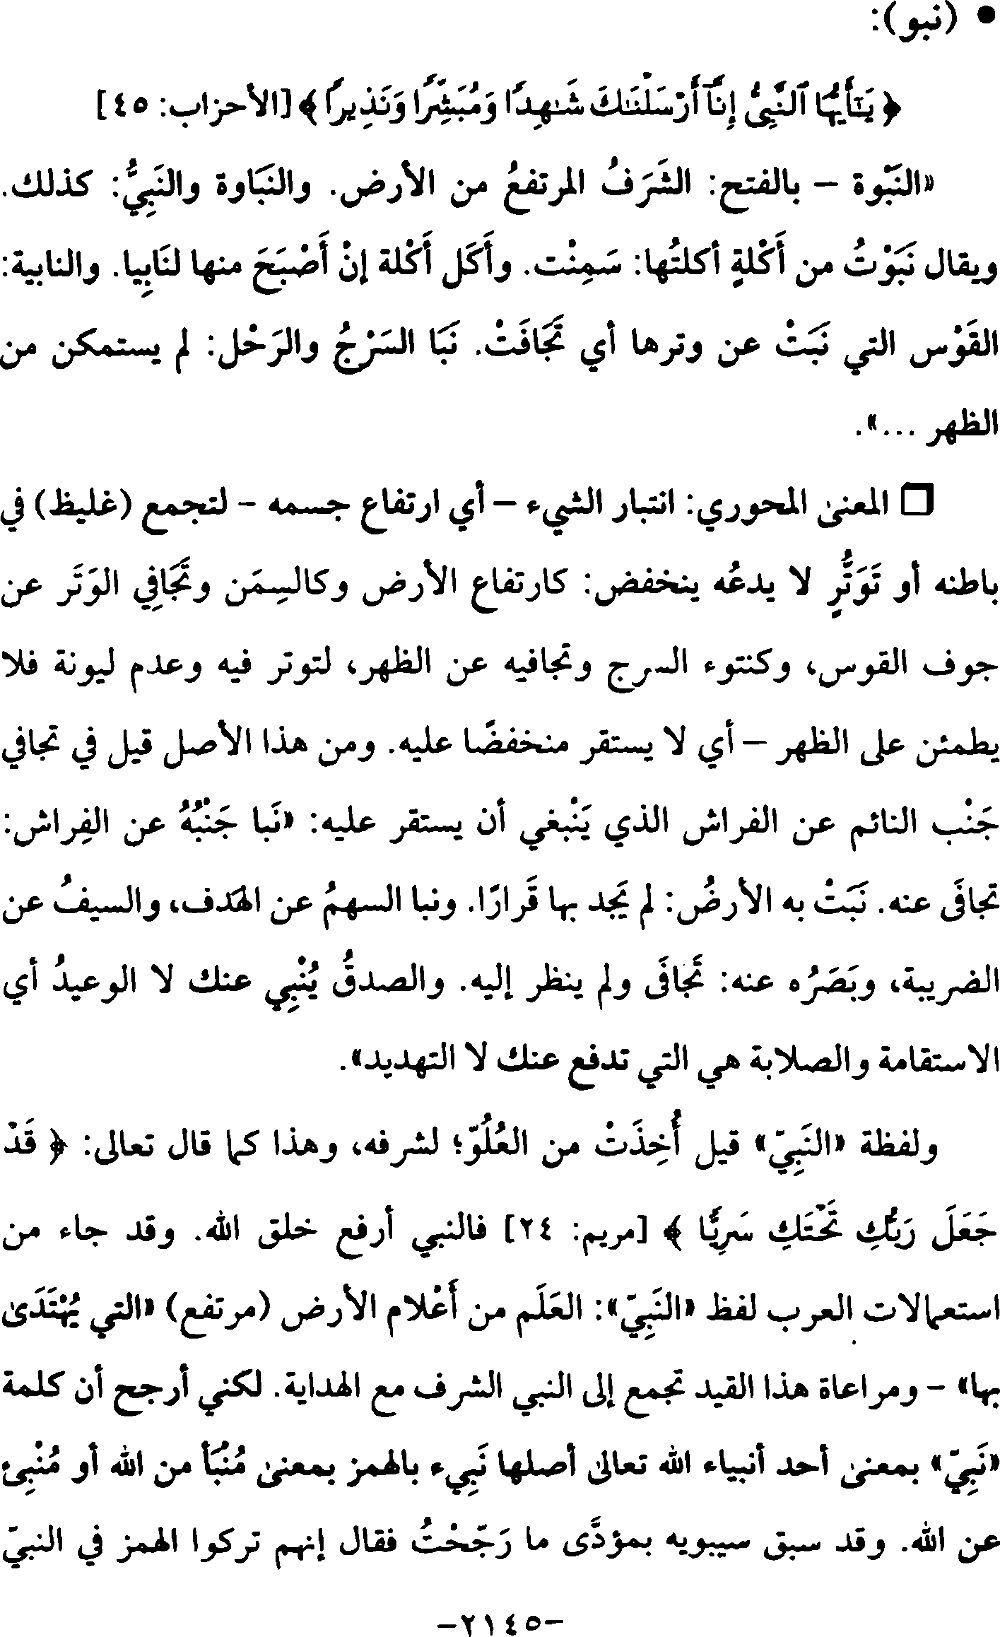 • (نبو):
﴿يَـٰٓأَيُّهَا ٱلنَّبِىُّ إِنَّآ أَرْسَلْنَـٰكَ شَـٰهِدًا وَمُبَشِّرًا وَنَذِيرًا﴾ [الأحزاب: ٤٥]
«النَبْوة – بالفتح: الشَرَفُ المرتفعُ من الأرض. والنَبَاوة والنَبِيُّ: كذلك.
ويقال نَبَوْتُ من أَكْلةٍ أكلتُها: سَمِنْت. وأَكَل أَكْلة إنْ أَصْبَحَ منها لنَابِيا. والنابية:
القَوْس التي نَبَتْ عن وترها أي تَجَافَتْ. نَبَا السَرْجُ والرَحْل: لم يستمكن من
الظهر ...».
□ المعنى المحوري: انتبار الشيء – أي ارتفاع جسمه – لتجمع (غليظ) في
باطنه أو تَوَتُّرٍ لا يدعُه ينخفض: كارتفاع الأرض وكالسِمَن وتَجَافِي الوَتَر عن
جوف القوس، وكنتوء السرج وتجافيه عن الظهر، لتوتر فيه وعدم ليونة فلا
يطمئن على الظهر – أي لا يستقر منخفضًا عليه. ومن هذا الأصل قيل في تجافي
جَنْب النائم عن الفراش الذي يَنْبغي أن يستقر عليه: «نَبا جَنْبُهُ عن الفِراش:
تجافَى عنه. نَبَتْ به الأرضُ: لم يَجد بها قَرارًا. ونبا السهمُ عن الهَدف، والسيفُ عن
الضريبة، وبَصَرُه عنه: تَجَافَى ولم ينظر إليه. والصدقُ يُنْبِي عنك لا الوعيدُ أي
الاستقامة والصلابة هي التي تدفع عنك لا التهديد».
ولفظة «النَبِيّ» قيل أُخِذَتْ من العُلُوّ؛ لشرفه، وهذا كما قال تعالى: ﴿قَدْ
جَعَلَ رَبُّكِ تَحْتَكِ سَرِيًّا﴾ [مريم: ٢٤] فالنبي أرفع خلق الله. وقد جاء من
استعمالات العرب لفظ «النَبِيّ»: العَلَم من أَعْلام الأرض (مرتفع) «التي يُهْتَدَى
بها» – ومراعاة هذا القيد تجمع إلى النبي الشرف مع الهداية. لكني أرجح أن كلمة
«نَبِيّ» بمعنى أحد أنبياء الله تعالى أصلها نَبِيء بالهمز بمعنى مُنْبَأ من الله أو مُنْبِئ
عن الله. وقد سبق سيبويه بمؤدَّى ما رَجّحْتُ فقال إنهم تركوا الهمز في النبيّ
–٢١٤٥–